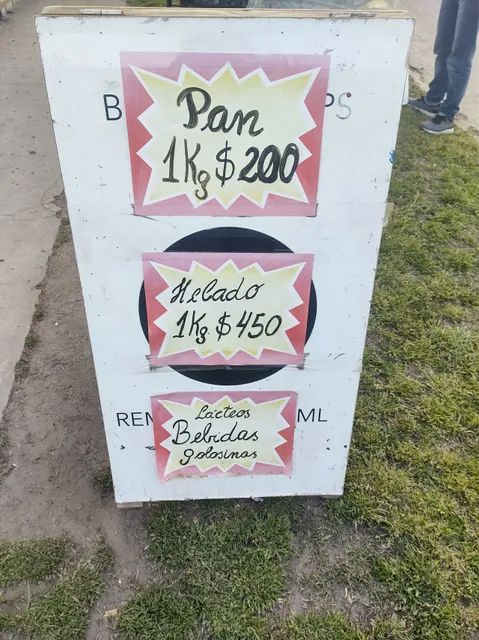 Pan
1Kg $200
Helado
1Kg $450
Lácteos
Bebidas
golosinas